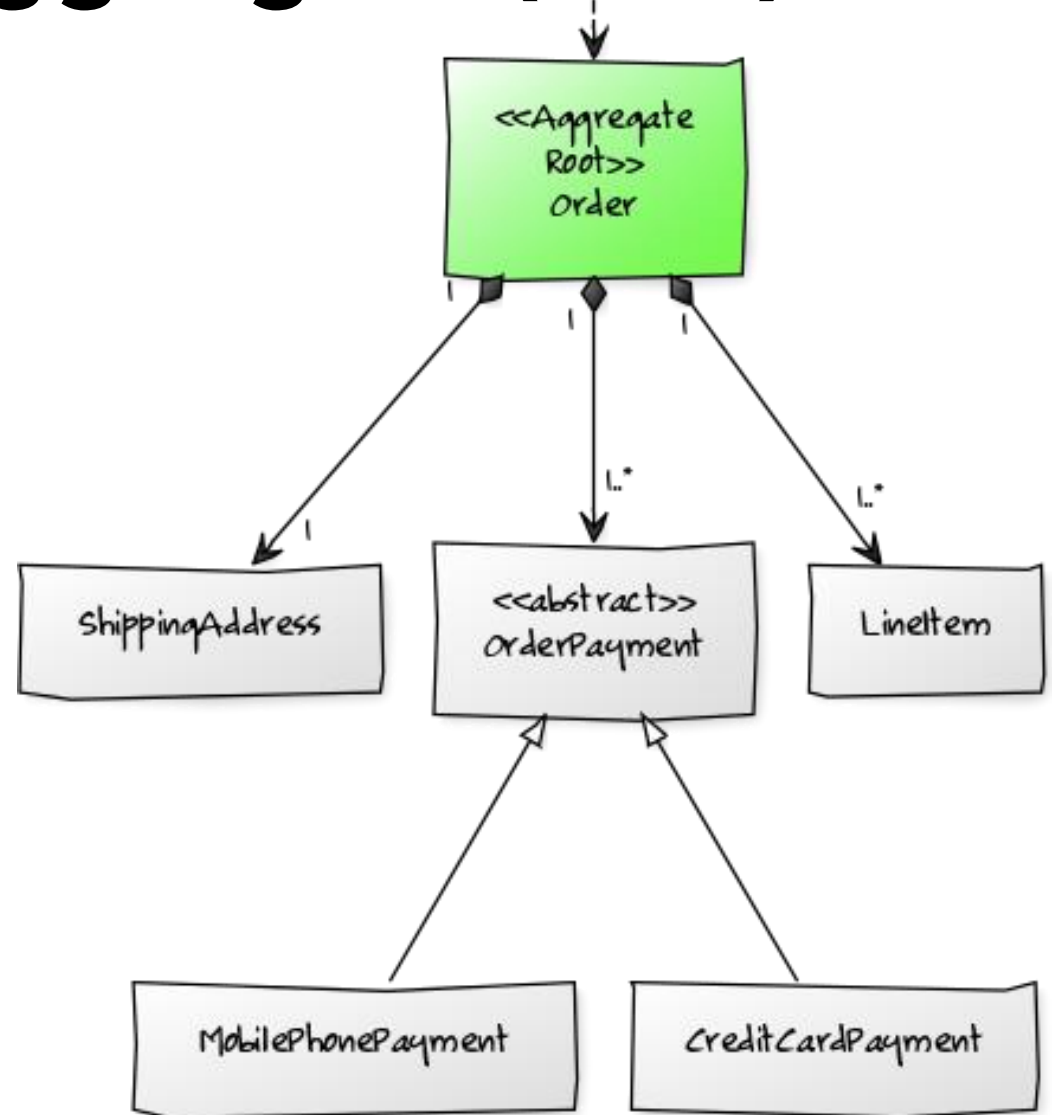 <<Aggregate
Root>>
Order
1
1
1
1
1..*
1..*
ShippingAddress
<<abstract>>
OrderPayment
LineItem
MobilePhonePayment
CreditCardPayment